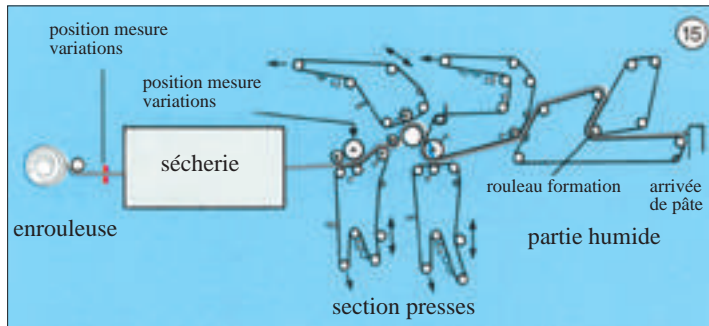 position mesure
variations
15
position mesure
variations
sécherie
rouleau formation
arrivée
de pâte
enrouleuse
partie humide
section presses